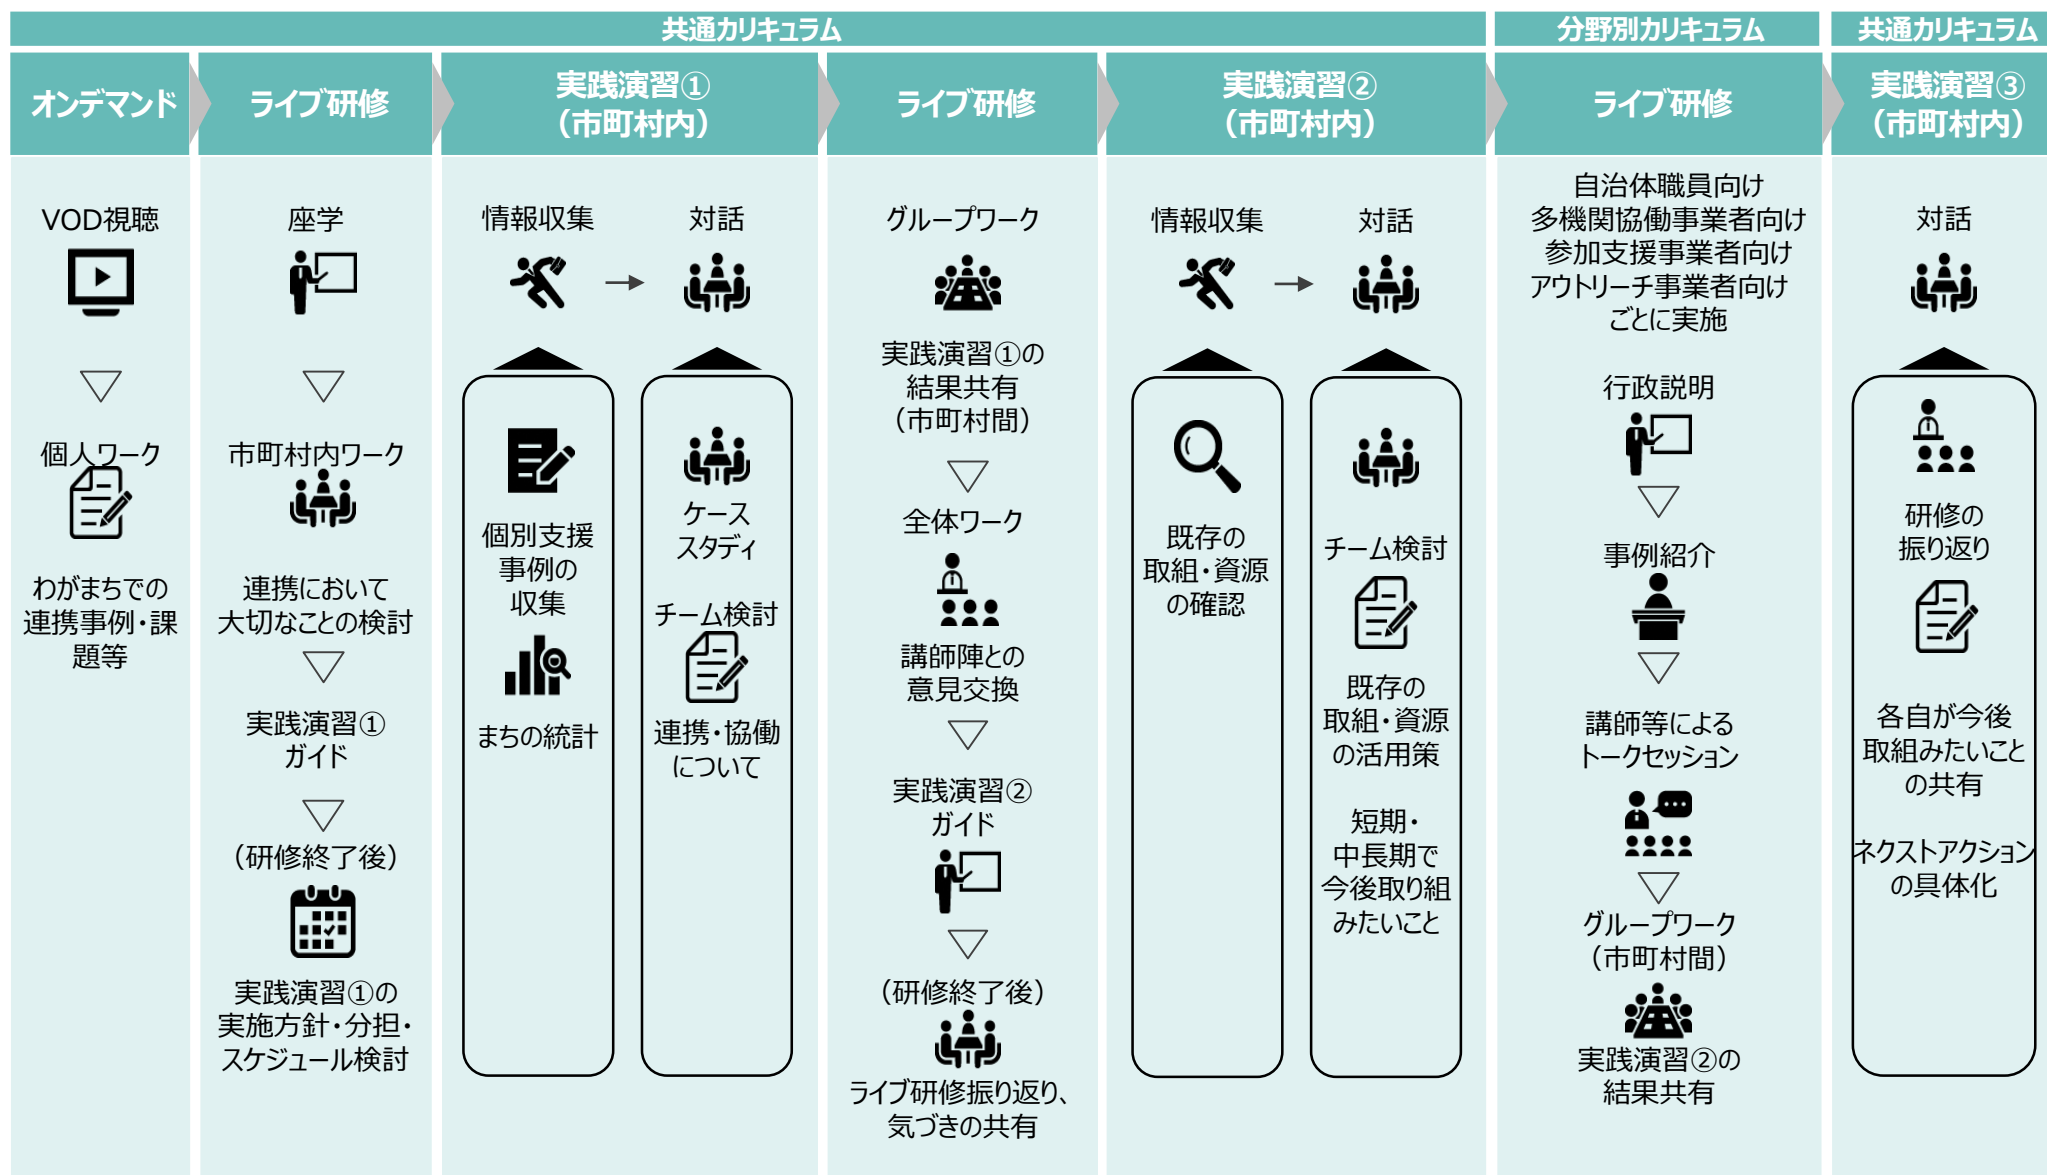 共通カリキュラム
分野別カリキュラム
共通カリキュラム
オンデマンド
ライブ研修
実践演習①
（市町村内）
ライブ研修
実践演習②
（市町村内）
ライブ研修
実践演習③
（市町村内）
VOD視聴
個人ワーク
わがまちでの
連携事例・課
題等
座学
市町村内ワーク
連携において
大切なことの検討
実践演習①
ガイド
（研修終了後）
実践演習①の
実施方針・分担・
スケジュール検討
情報収集
個別支援
事例の
収集
まちの統計
対話
ケース
スタディ
チーム検討
連携・協働
について
グループワーク
実践演習①の
結果共有
（市町村間）
全体ワーク
講師陣との
意見交換
実践演習②
ガイド
（研修終了後）
ライブ研修振り返り、
気づきの共有
情報収集
既存の
取組・資源
の確認
対話
チーム検討
既存の
取組・資源
の活用策
短期・
中長期で
今後取り組
みたいこと
自治体職員向け
多機関協働事業者向け
参加支援事業者向け
アウトリーチ事業者向け
ごとに実施
行政説明
事例紹介
講師等による
トークセッション
グループワーク
（市町村間）
実践演習②の
結果共有
対話
研修の
振り返り
各自が今後
取組みたいこと
の共有
ネクストアクション
の具体化